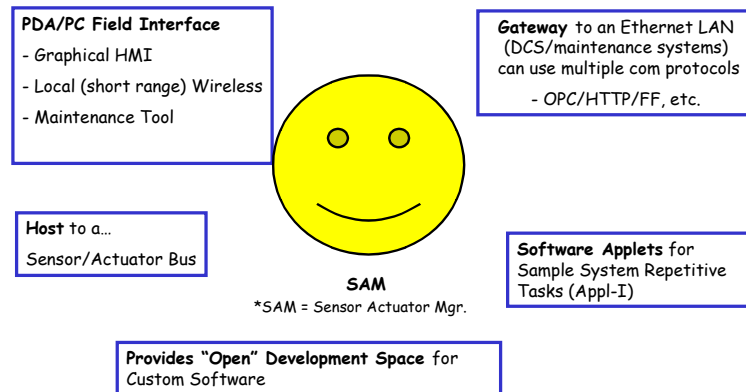 PDA/PC Field Interface
- Graphical HMI
- Local (short range) Wireless
- Maintenance Tool
Gateway to an Ethernet LAN
(DCS/maintenance systems)
can use multiple com protocols
- OPC/HTTP/FF, etc.
Host to a…
Sensor/Actuator Bus
SAM
*SAM = Sensor Actuator Mgr.
Software Applets for
Sample System Repetitive
Tasks (Appl-I)
Provides “Open” Development Space for
Custom Software